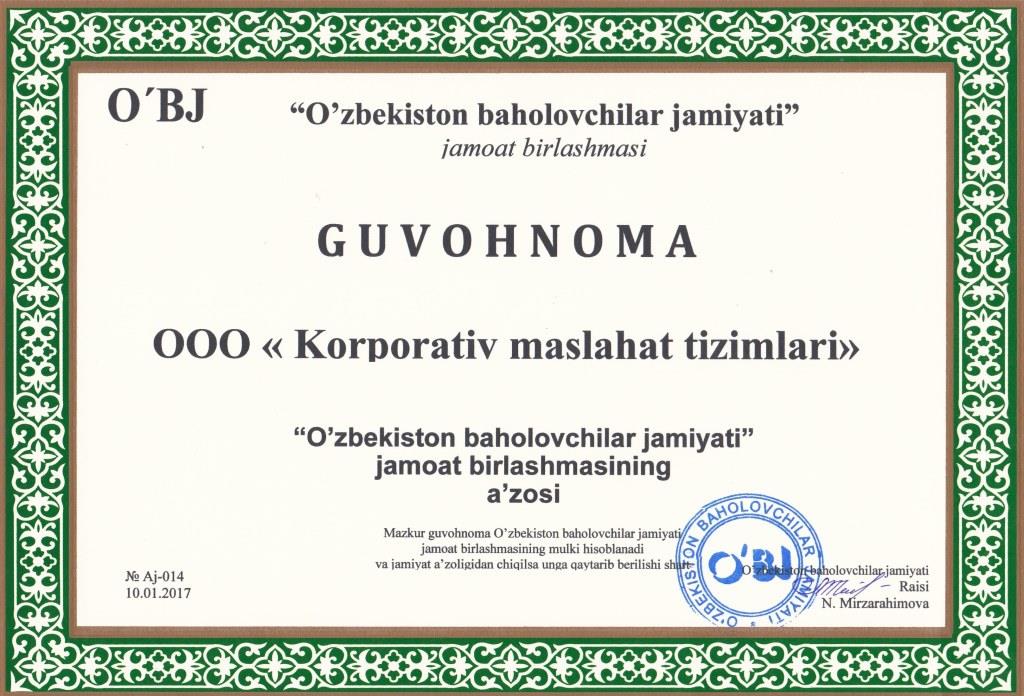 O´BJ
“O’zbekiston baholovchilar jamiyati”
jamoat birlashmasi
GUVOHNOMA
OOO « Korporativ maslahat tizimlari»
“O’zbekiston baholovchilar jamiyati”
jamoat birlashmasining
a’zosi
Mazkur guvohnoma O’zbekiston baholovchilar jamiyati
jamoat birlashmasining mulki hisoblanadi
va jamiyat a’zoligidan chiqilsa unga qaytarib berilishi shart
№ Aj-014
10.01.2017
O’ZBEKISTON BAHOLOVCHILAR JAMIYATI
O’BJ
O’zbekiston baholovchilar jamiyati
Raisi
N. Mirzarahimova